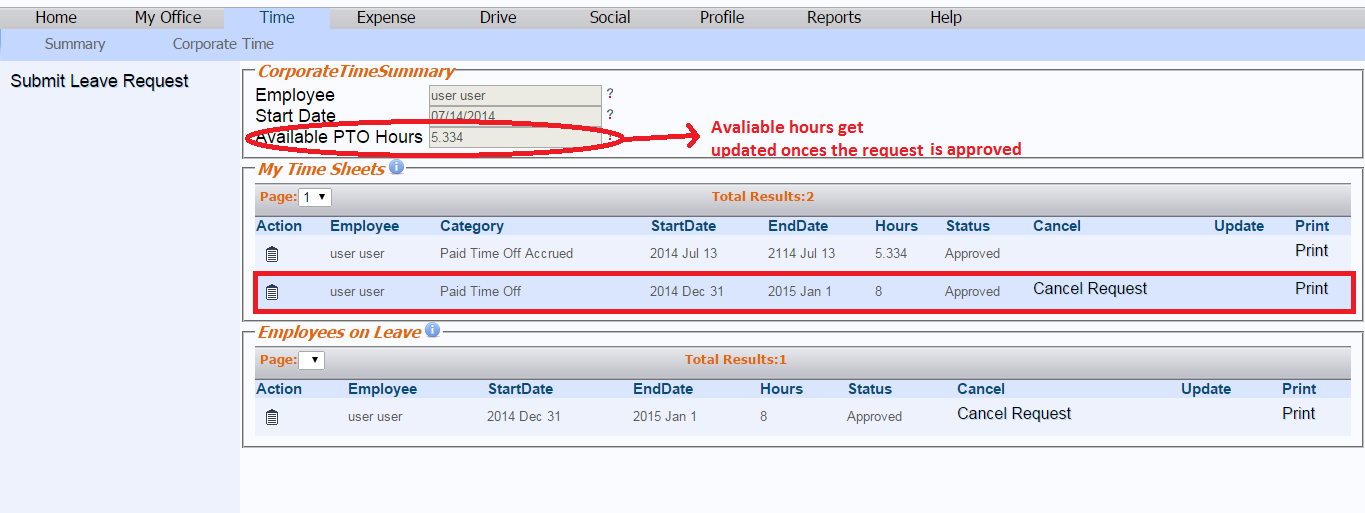 Home My Office Time Expense Drive Social Profile Reports Help
Summary Corporate Time
Submit Leave Request
CorporateTimeSummary
Employee user user ?
Start Date 07/14/2014 ?
Available PTO Hours 5.334 ?
Avaliable hours get
updated onces the request is approved
My Time Sheets i
Page: 1 Total Results:2
Action Employee Category StartDate EndDate Hours Status Cancel Update Print
user user Paid Time Off Accrued 2014 Jul 13 2114 Jul 13 5.334 Approved Print
user user Paid Time Off 2014 Dec 31 2015 Jan 1 8 Approved Cancel Request Print
Employees on Leave i
Page: Total Results:1
Action Employee StartDate EndDate Hours Status Cancel Update Print
user user 2014 Dec 31 2015 Jan 1 8 Approved Cancel Request Print